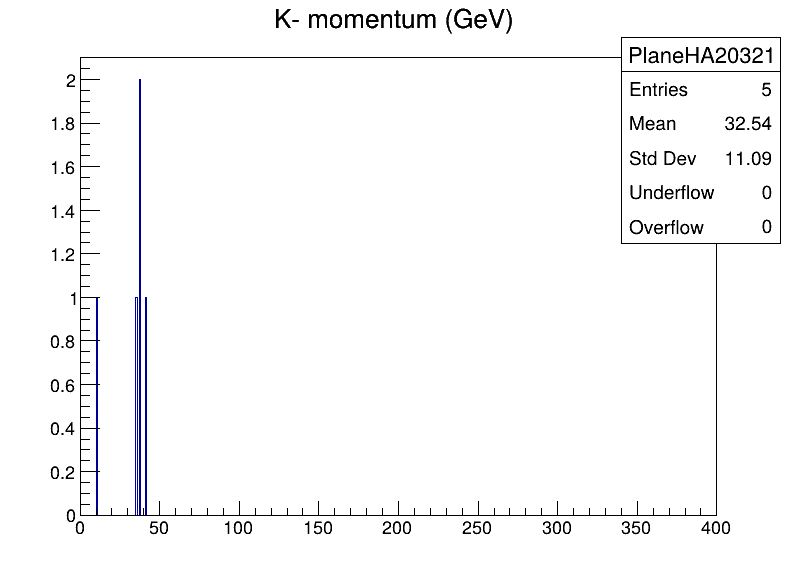 K- momentum (GeV)
PlaneHA20321
Entries 5
Mean 32.54
Std Dev 11.09
Underflow 0
Overflow 0
2
1.8
1.6
1.4
1.2
1
0.8
0.6
0.4
0.2
0
0 50 100 150 200 250 300 350 400